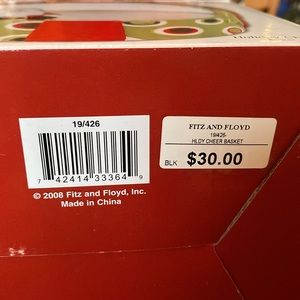 19/426
7 42414 33364 9
© 2008 Fitz and Floyd, Inc.
Made in China
FITZ AND FLOYD
19/426
HLDY CHEER BASKET
BLK $30.00